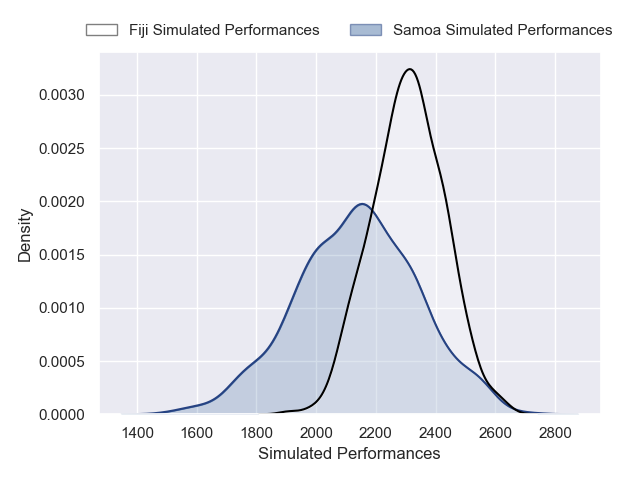 Fiji Simulated Performances Samoa Simulated Performances
0.0030
0.0025
0.0020
0.0015
0.0010
0.0005
0.0000
Density
1400 1600 1800 2000 2200 2400 2600 2800
Simulated Performances